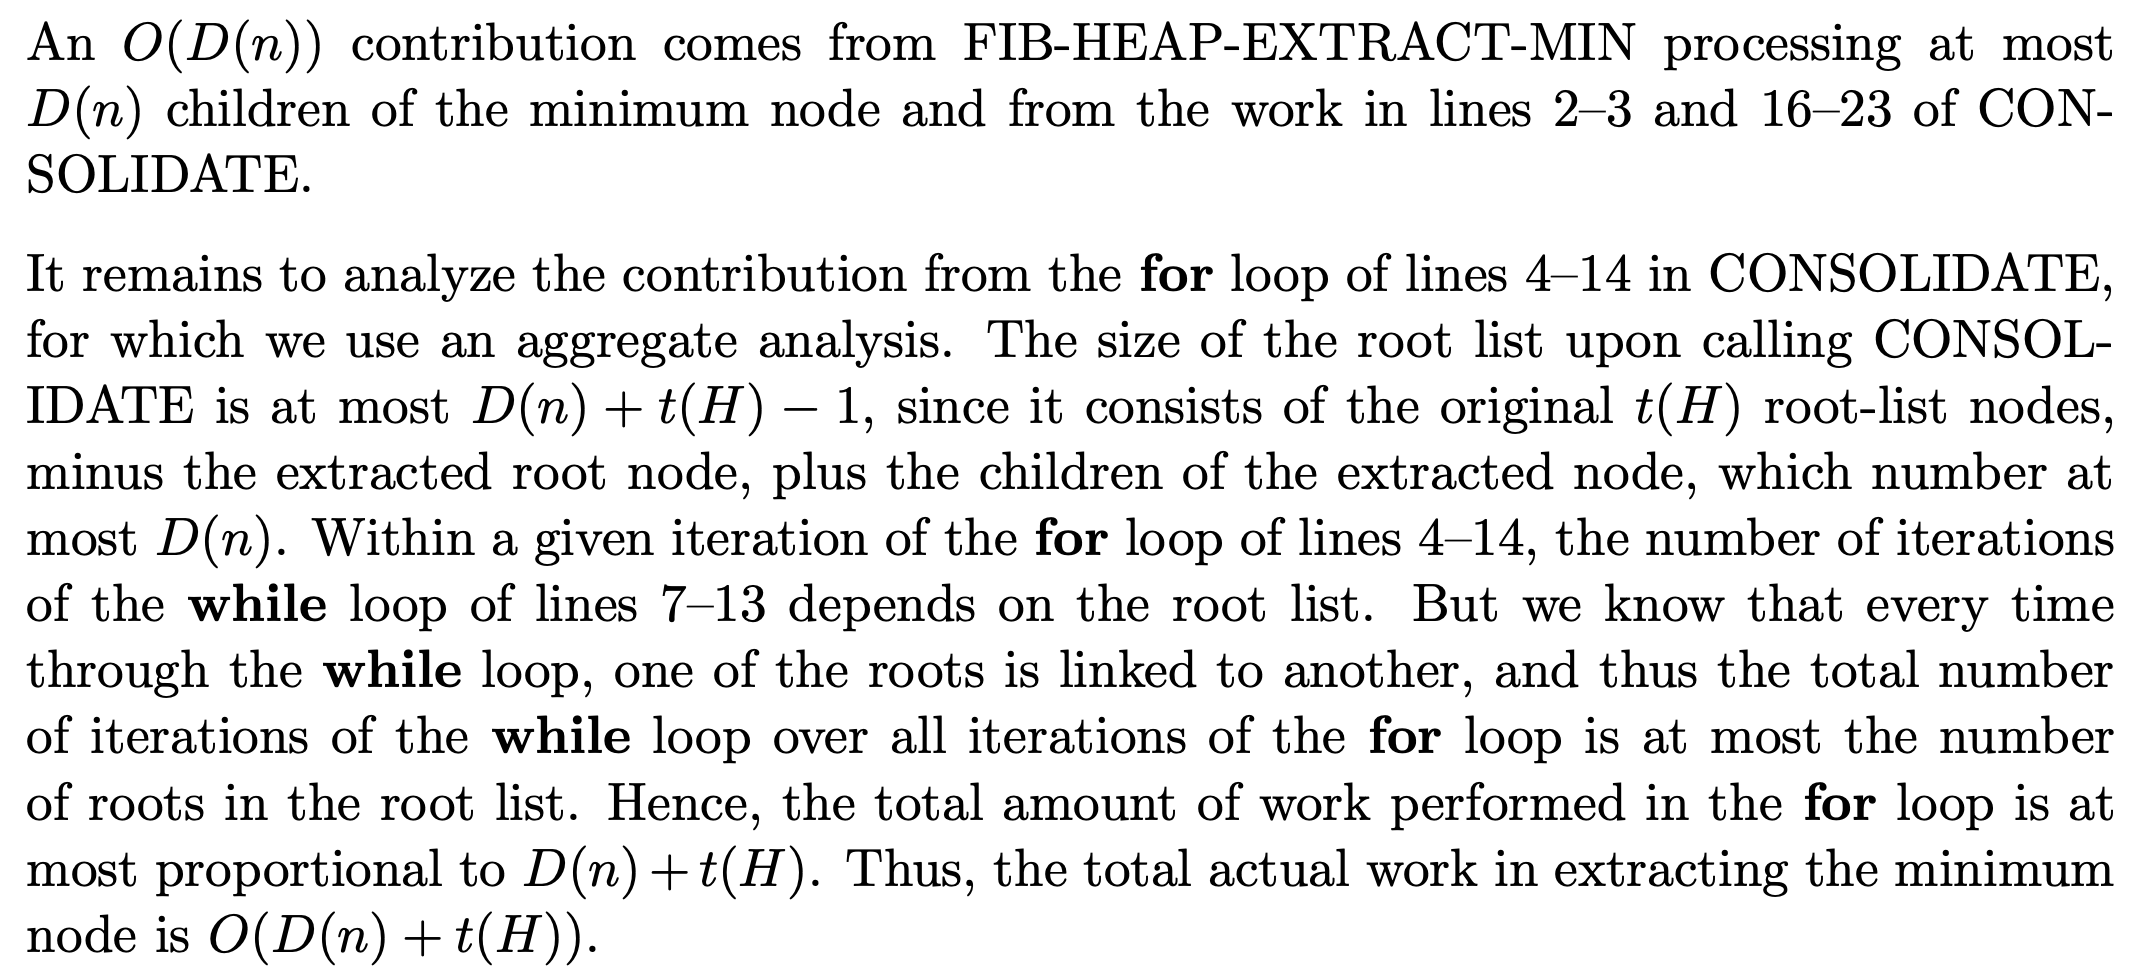 An O(D(n)) contribution comes from FIB-HEAP-EXTRACT-MIN processing at most
D(n) children of the minimum node and from the work in lines 2–3 and 16–23 of CON-
SOLIDATE.
It remains to analyze the contribution from the for loop of lines 4–14 in CONSOLIDATE,
for which we use an aggregate analysis. The size of the root list upon calling CONSOL-
IDATE is at most D(n) + t(H) − 1, since it consists of the original t(H) root-list nodes,
minus the extracted root node, plus the children of the extracted node, which number at
most D(n). Within a given iteration of the for loop of lines 4–14, the number of iterations
of the while loop of lines 7–13 depends on the root list. But we know that every time
through the while loop, one of the roots is linked to another, and thus the total number
of iterations of the while loop over all iterations of the for loop is at most the number
of roots in the root list. Hence, the total amount of work performed in the for loop is at
most proportional to D(n) + t(H). Thus, the total actual work in extracting the minimum
node is O(D(n) + t(H)).